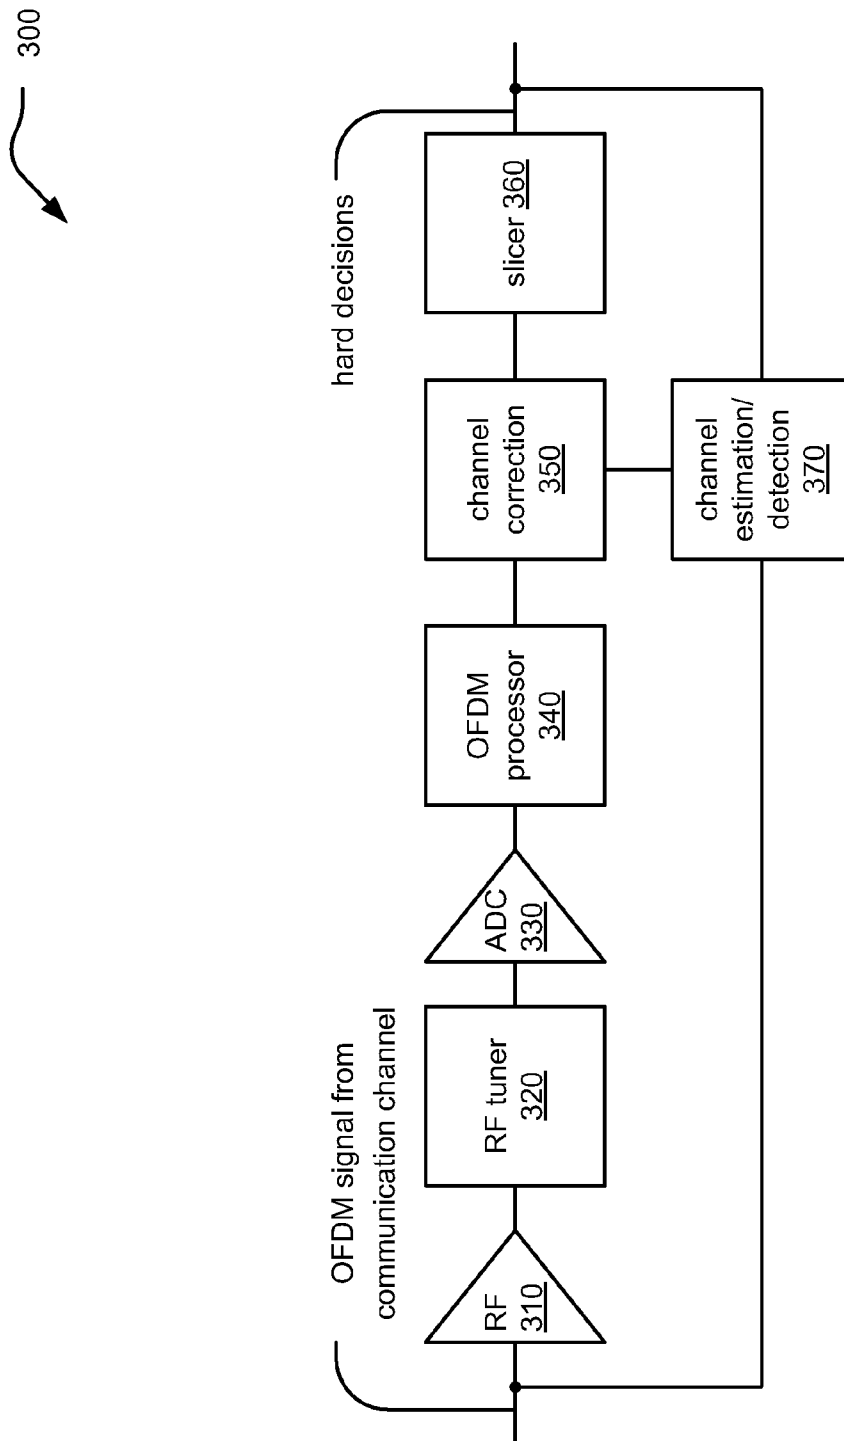 300
OFDM signal from
communication channel
hard decisions
RF
310
RF tuner
320
ADC
330
OFDM
processor
340
channel
correction
350
slicer 360
channel
estimation/
detection
370